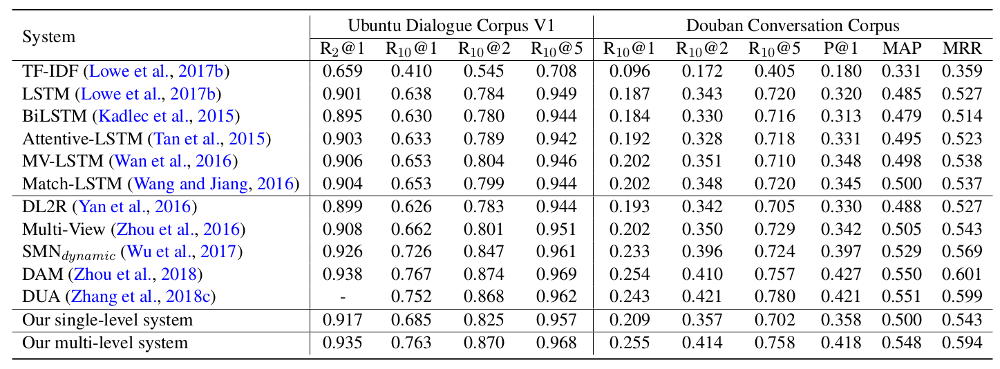 System Ubuntu Dialogue Corpus V1 Douban Conversation Corpus
R2@1 R10@1 R10@2 R10@5 R10@1 R10@2 R10@5 P@1 MAP MRR
TF-IDF (Lowe et al., 2017b) 0.659 0.410 0.545 0.708 0.096 0.172 0.405 0.180 0.331 0.359
LSTM (Lowe et al., 2017b) 0.901 0.638 0.784 0.949 0.187 0.343 0.720 0.320 0.485 0.527
BiLSTM (Kadlec et al., 2015) 0.895 0.630 0.780 0.944 0.184 0.330 0.716 0.313 0.479 0.514
Attentive-LSTM (Tan et al., 2015) 0.903 0.633 0.789 0.942 0.192 0.328 0.718 0.331 0.495 0.523
MV-LSTM (Wan et al., 2016) 0.906 0.653 0.804 0.946 0.202 0.351 0.710 0.348 0.498 0.538
Match-LSTM (Wang and Jiang, 2016) 0.904 0.653 0.799 0.944 0.202 0.348 0.720 0.345 0.500 0.537
DL2R (Yan et al., 2016) 0.899 0.626 0.783 0.944 0.193 0.342 0.705 0.330 0.488 0.527
Multi-View (Zhou et al., 2016) 0.908 0.662 0.801 0.951 0.202 0.350 0.729 0.342 0.505 0.543
SMNdynamic (Wu et al., 2017) 0.926 0.726 0.847 0.961 0.233 0.396 0.724 0.397 0.529 0.569
DAM (Zhou et al., 2018) 0.938 0.767 0.874 0.969 0.254 0.410 0.757 0.427 0.550 0.601
DUA (Zhang et al., 2018c) - 0.752 0.868 0.962 0.243 0.421 0.780 0.421 0.551 0.599
Our single-level system 0.917 0.685 0.825 0.957 0.209 0.357 0.702 0.358 0.500 0.543
Our multi-level system 0.935 0.763 0.870 0.968 0.255 0.414 0.758 0.418 0.548 0.594